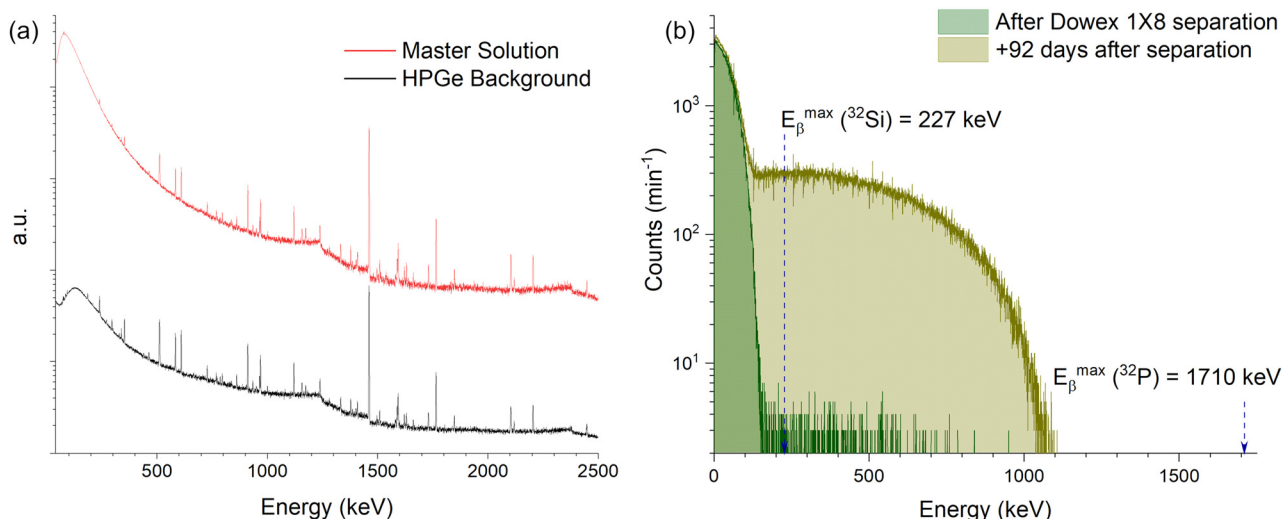 (a)
Master Solution
HPGe Background
a.u.
500
1000
1500
2000
2500
Energy (keV)
(b)
After Dowex 1X8 separation
+92 days after separation
Eβmax (32Si) = 227 keV
Eβmax (32P) = 1710 keV
Counts (min-1)
103
102
101
0
500
1000
1500
Energy (keV)